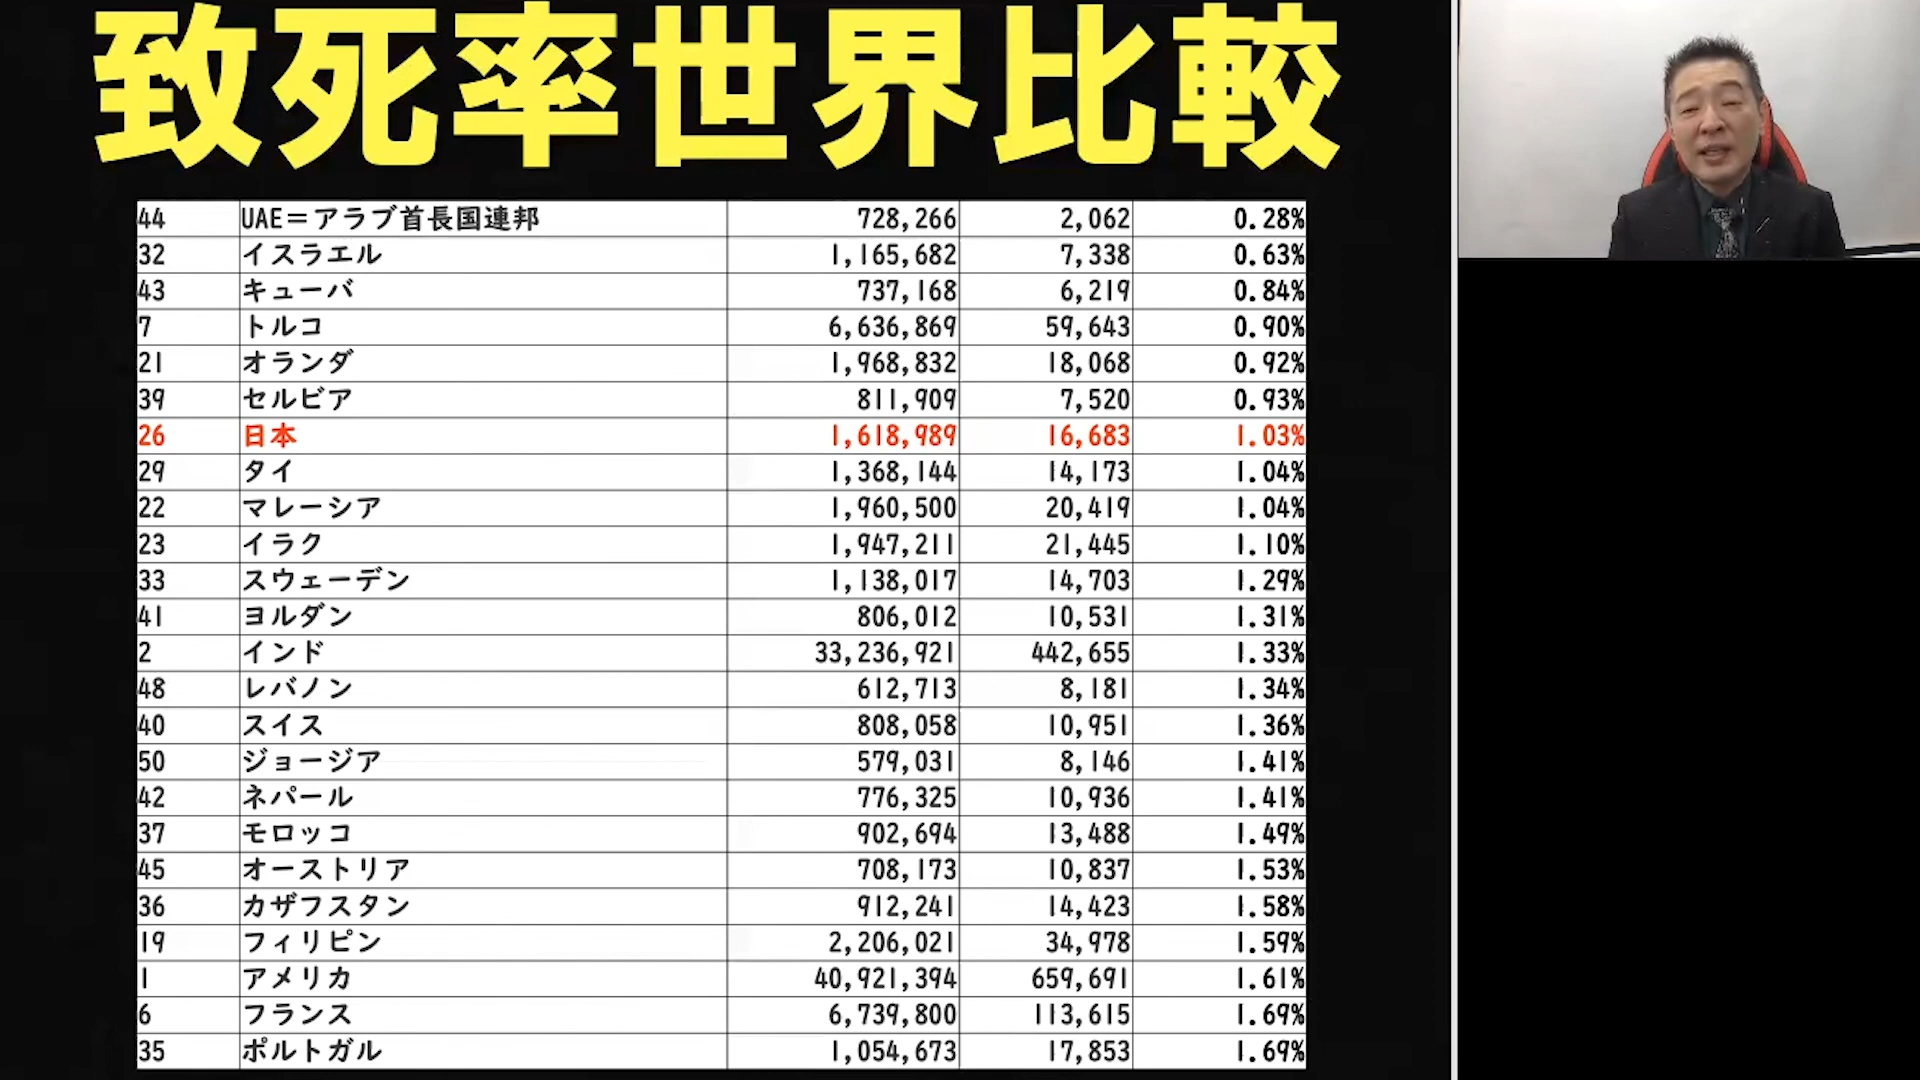 致死率世界比較
44 UAE＝アラブ首長国連邦 728,266 2,062 0.28%
32 イスラエル 1,165,682 7,338 0.63%
43 キューバ 737,168 6,219 0.84%
7 トルコ 6,636,869 59,643 0.90%
21 オランダ 1,968,832 18,068 0.92%
39 セルビア 811,909 7,520 0.93%
26 日本 1,618,989 16,683 1.03%
29 タイ 1,368,144 14,173 1.04%
22 マレーシア 1,960,500 20,419 1.04%
23 イラク 1,947,211 21,445 1.10%
33 スウェーデン 1,138,017 14,703 1.29%
41 ヨルダン 806,012 10,531 1.31%
2 インド 33,236,921 442,655 1.33%
48 レバノン 612,713 8,181 1.34%
40 スイス 808,058 10,951 1.36%
50 ジョージア 579,031 8,146 1.41%
42 ネパール 776,325 10,936 1.41%
37 モロッコ 902,694 13,488 1.49%
45 オーストリア 708,173 10,837 1.53%
36 カザフスタン 912,241 14,423 1.58%
19 フィリピン 2,206,021 34,978 1.59%
1 アメリカ 40,921,394 659,691 1.61%
6 フランス 6,739,800 113,615 1.69%
35 ポルトガル 1,054,673 17,853 1.69%